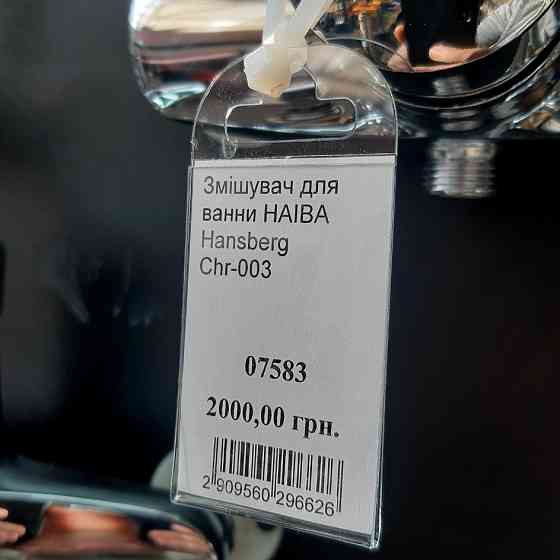 Змішувач для
ванни HAIBA
Hansberg
Chr-003
07583
2000,00 грн.
2 909560 296626